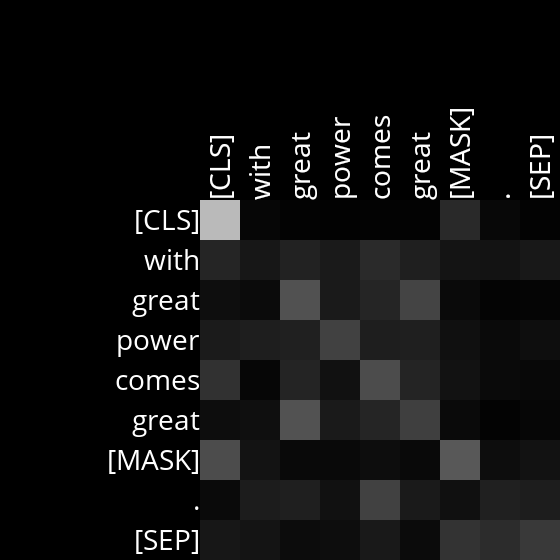 [CLS] with great power comes great [MASK] . [SEP]
[CLS]
with
great
power
comes
great
[MASK]
.
[SEP]